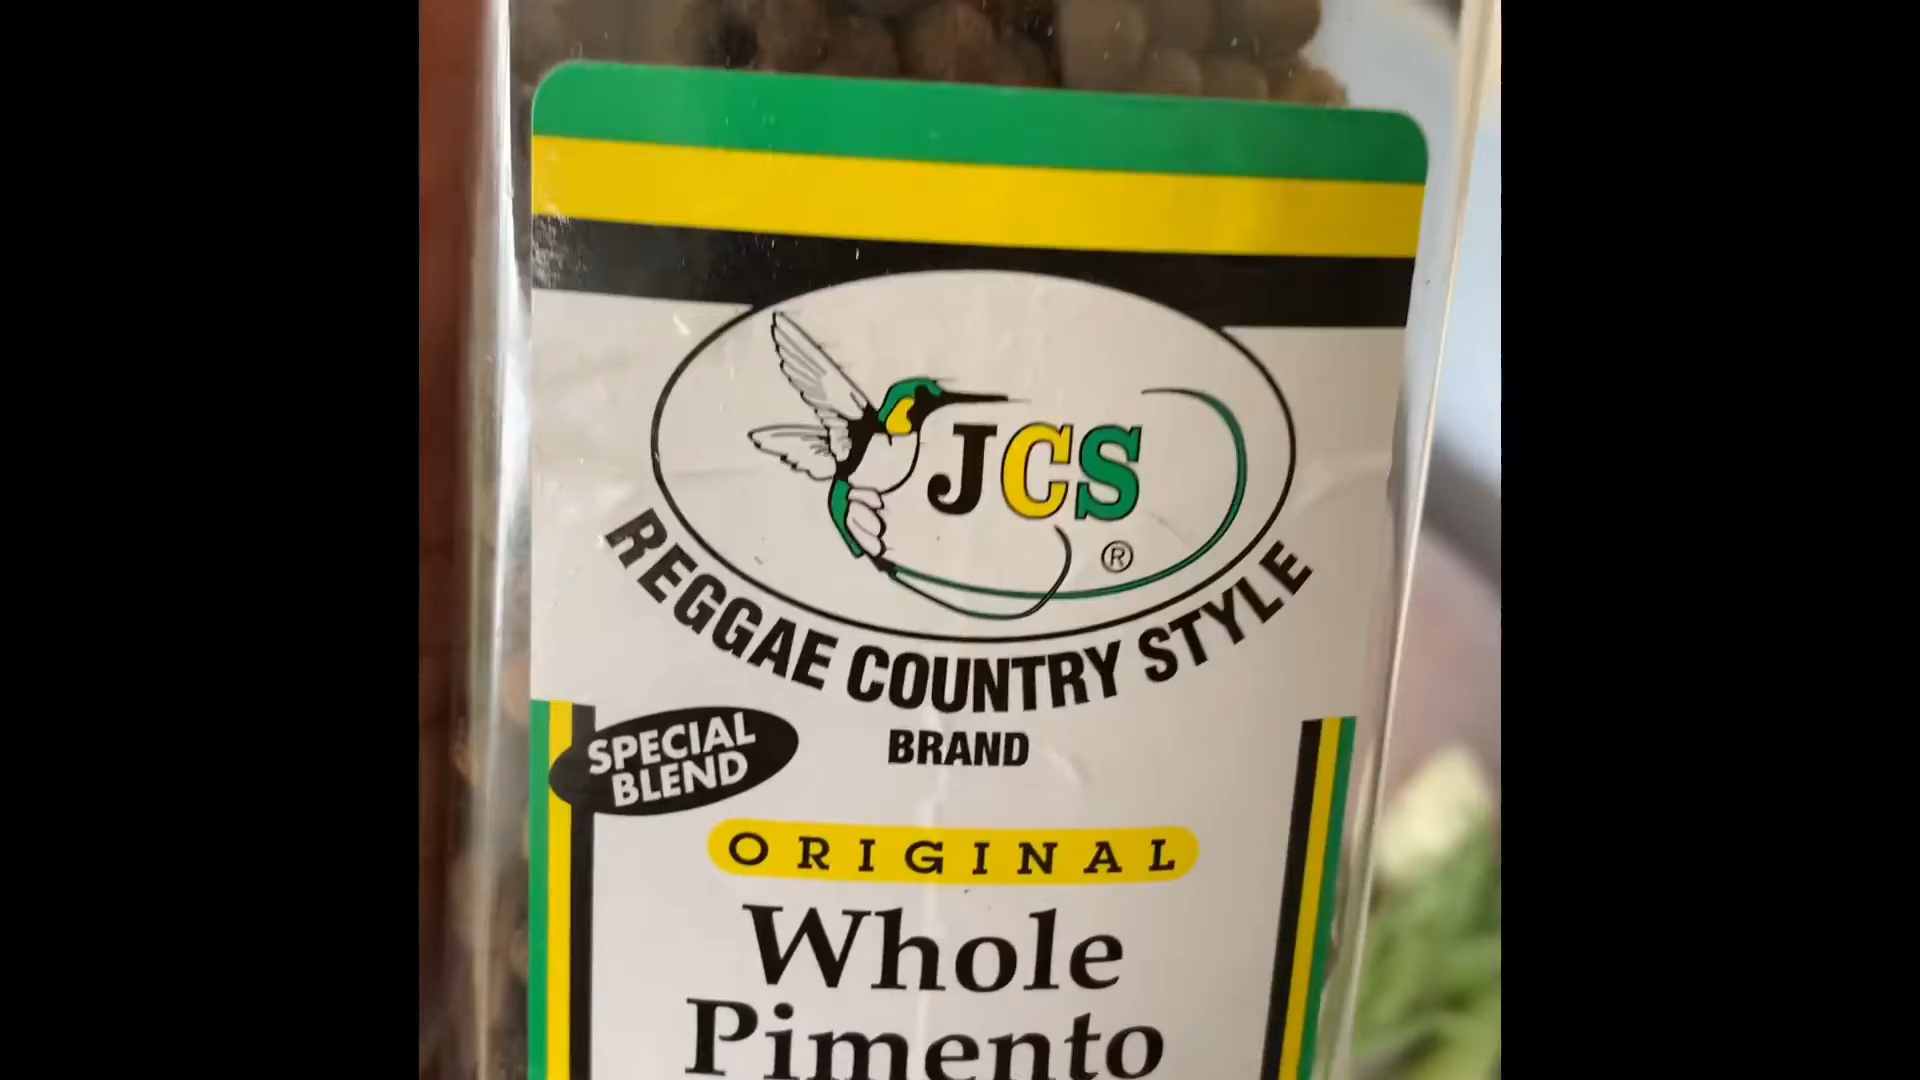 JCS
®
REGGAE COUNTRY STYLE
BRAND
SPECIAL
BLEND
ORIGINAL
Whole
Pimento